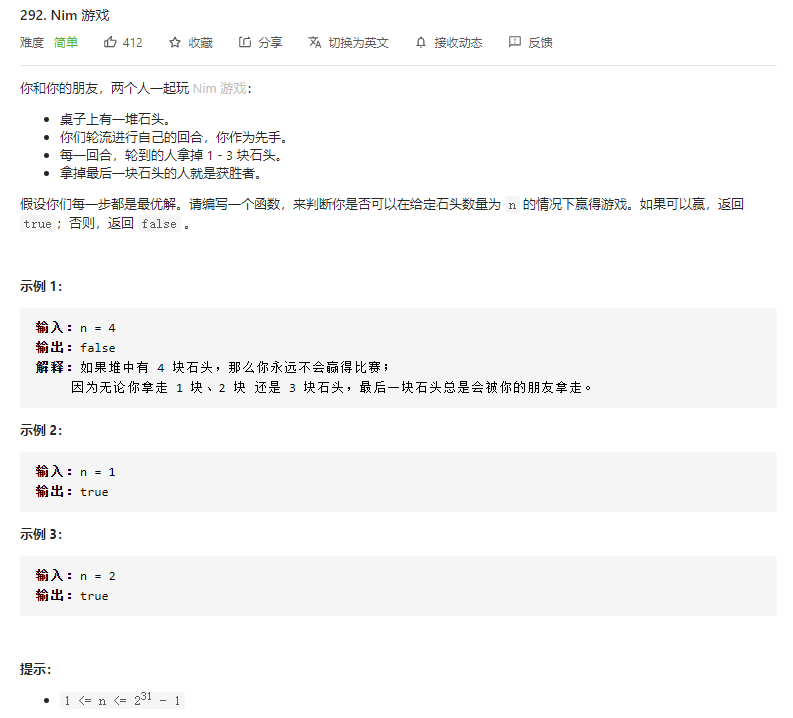 292. Nim 游戏
难度 简单 412 收藏 分享 切换为英文 接收动态 反馈
你和你的朋友，两个人一起玩 Nim 游戏：
桌子上有一堆石头。
你们轮流进行自己的回合，你作为先手。
每一回合，轮到的人拿掉 1 - 3 块石头。
拿掉最后一块石头的人就是获胜者。
假设你们每一步都是最优解。请编写一个函数，来判断你是否可以在给定石头数量为 n 的情况下赢得游戏。如果可以赢，返回
true；否则，返回 false 。
示例 1：
输入：n = 4
输出：false
解释：如果堆中有 4 块石头，那么你永远不会赢得比赛；
因为无论你拿走 1 块、2 块 还是 3 块石头，最后一块石头总是会被你的朋友拿走。
示例 2：
输入：n = 1
输出：true
示例 3：
输入：n = 2
输出：true
提示：
1 <= n <= 2^31 - 1